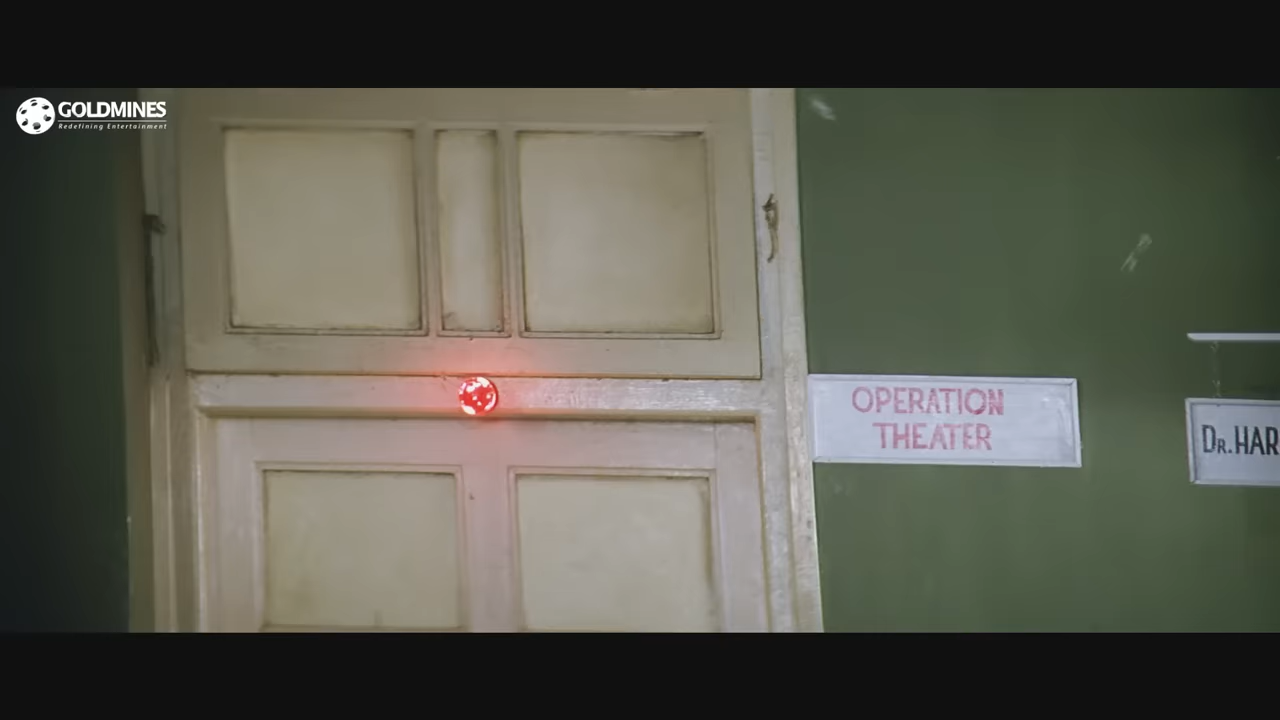 GOLDMINES
Redefining Entertainment
OPERATION
THEATER
DR. HAR